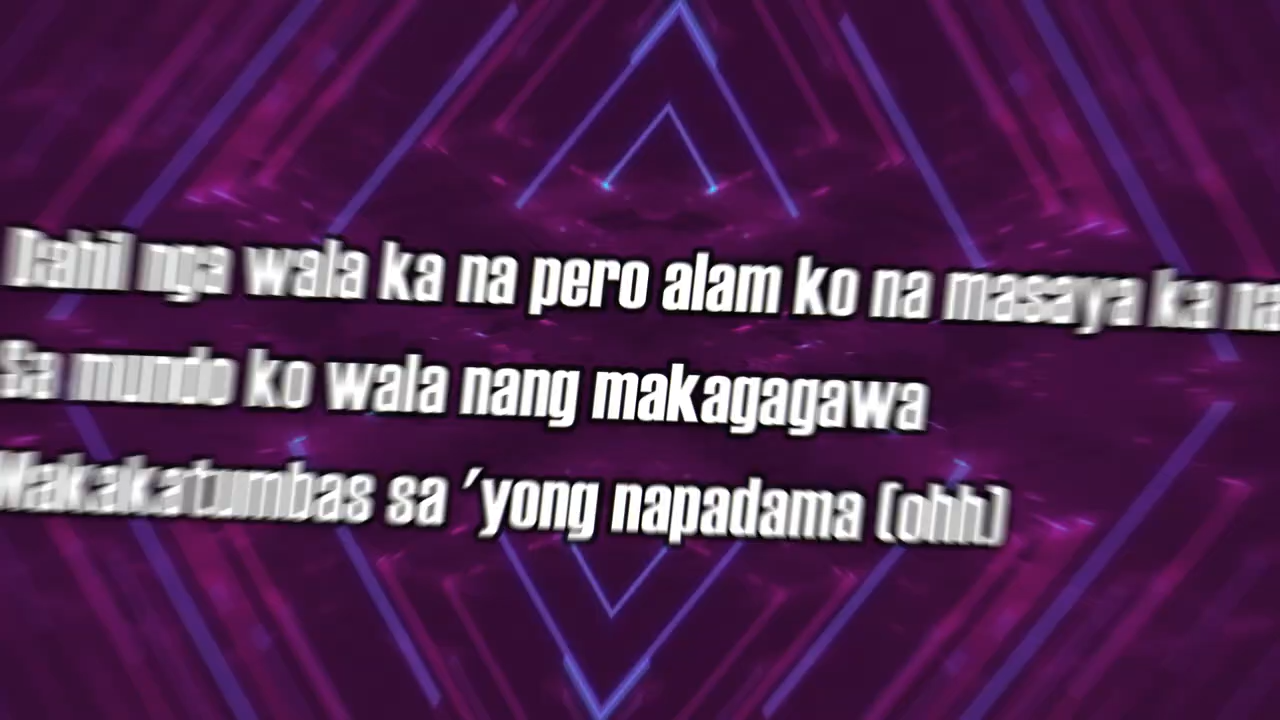 Dahil nga wala ka na pero alam ko na masaya ka na
Sa mundo ko wala nang makagagawa
Makakatumbas sa 'yong napadama (ohh)